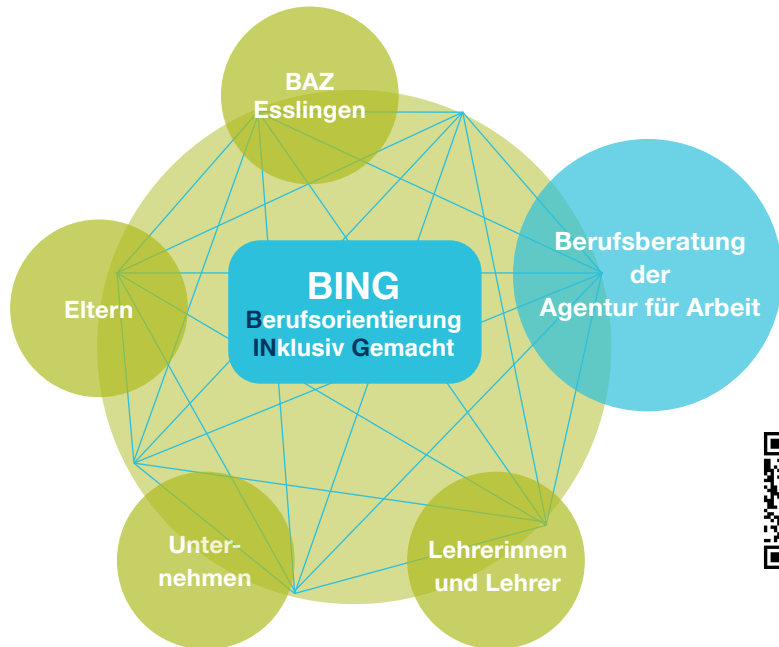 BAZ
Esslingen
Berufsberatung
der
Agentur für Arbeit
BING
Berufsorientierung
INklusiv Gemacht
Eltern
Unter-
nehmen
Lehrerinnen
und Lehrer